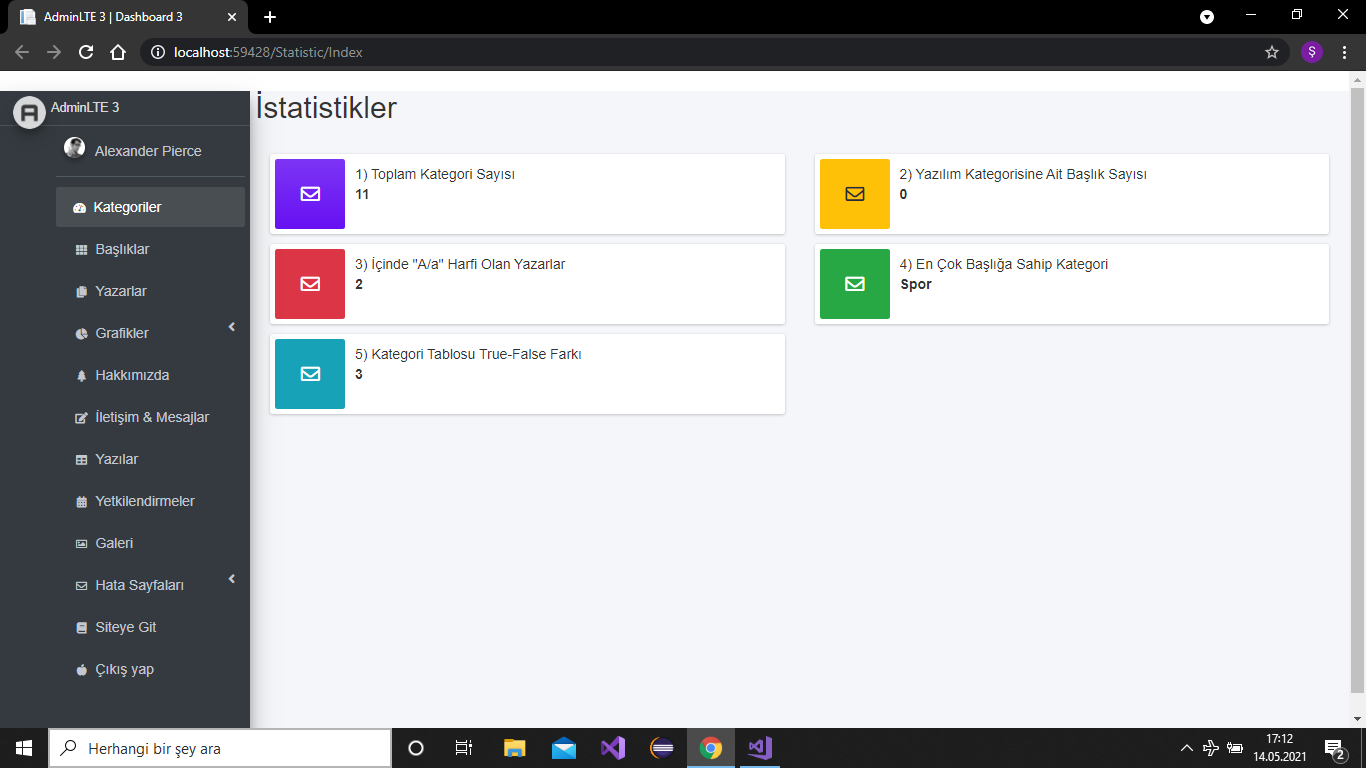 AdminLTE 3 | Dashboard 3
localhost:59428/Statistic/Index
Ş
AdminLTE 3
Alexander Pierce
Kategoriler
Başlıklar
Yazarlar
Grafikler
Hakkımızda
İletişim & Mesajlar
Yazılar
Yetkilendirmeler
Galeri
Hata Sayfaları
Siteye Git
Çıkış yap
İstatistikler
1) Toplam Kategori Sayısı
11
2) Yazılım Kategorisine Ait Başlık Sayısı
0
3) İçinde "A/a" Harfi Olan Yazarlar
2
4) En Çok Başlığa Sahip Kategori
Spor
5) Kategori Tablosu True-False Farkı
3
Herhangi bir şey ara
17:12
14.05.2021
2